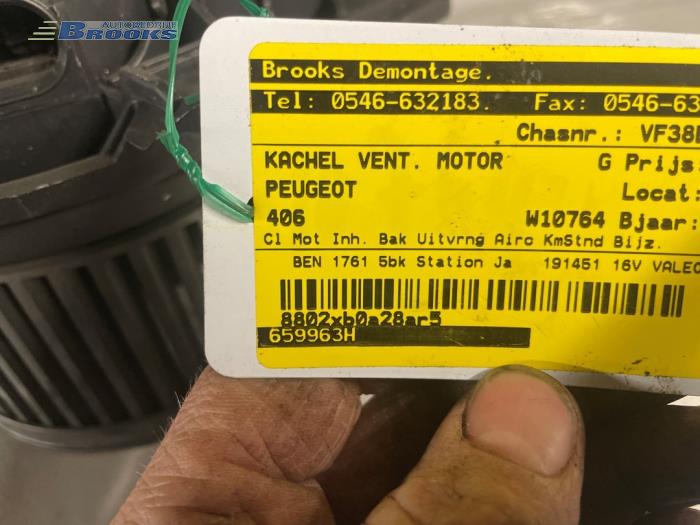 AUTOBEDRIJF
BROOKS
Brooks Demontage.
Tel: 0546-632183. Fax: 0546-63
Chasnr.: VF38
KACHEL VENT. MOTOR G Prijs
PEUGEOT Locat:
406 W10764 Bjaar:
Cl Mot Inh. Bak Uitvrng Airc KmStnd Bijz.
BEN 1761 5bk Station Ja 191451 16V VALEO
8802xb0a28ar5
659963H